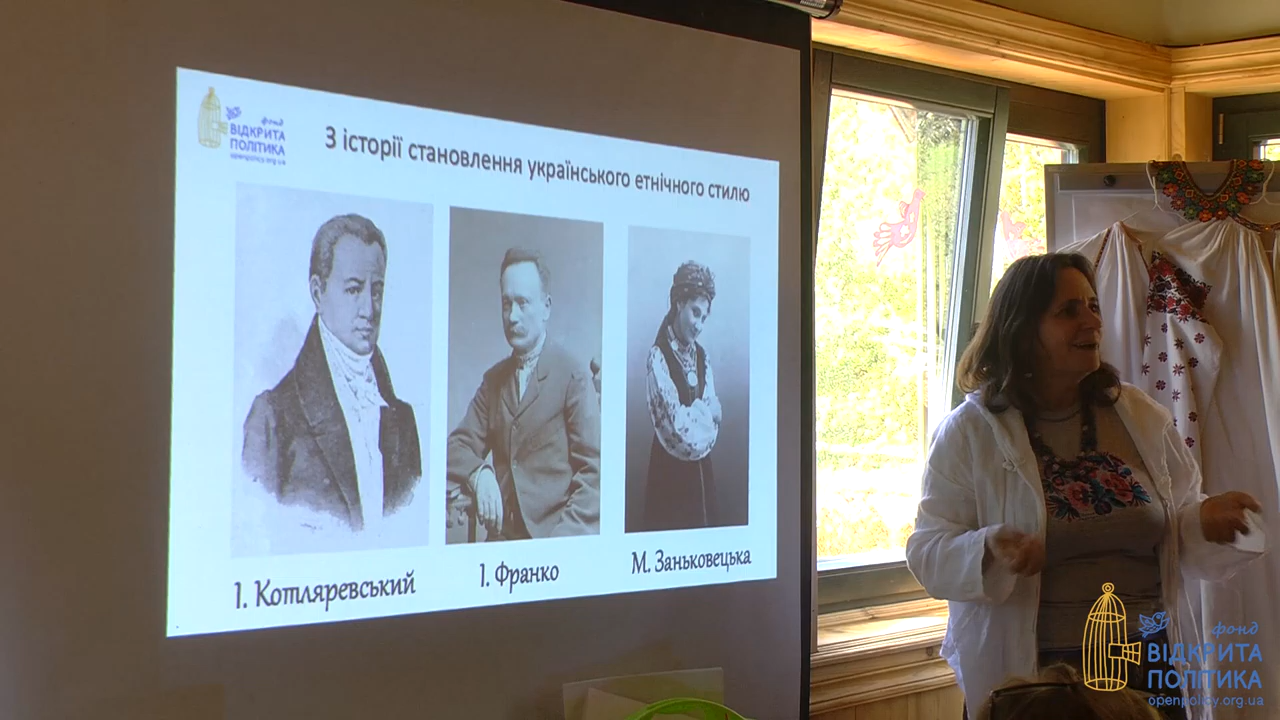 фонд
ВІДКРИТА
ПОЛІТИКА
openpolicy.org.ua
З історії становлення українського етнічного стилю
І. Котляревський
І. Франко
М. Заньковецька
фонд
ВІДКРИТА
ПОЛІТИКА
openpolicy.org.ua